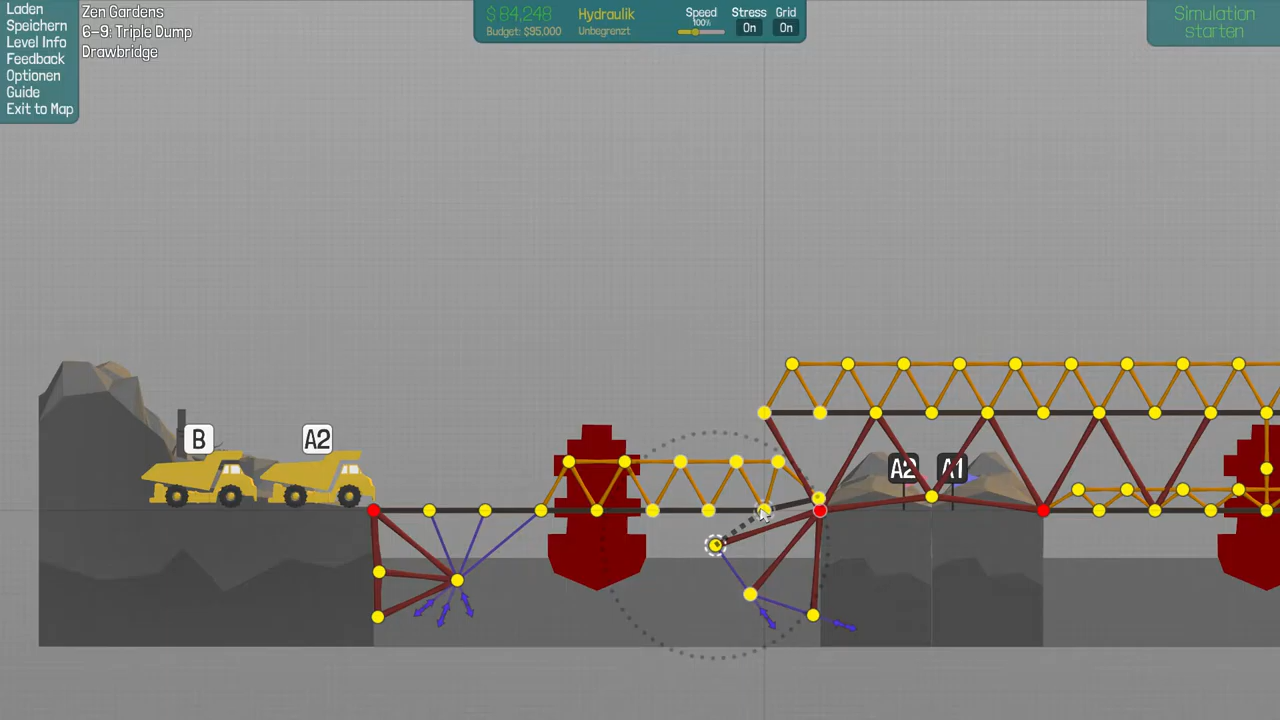 Laden
Speichern
Level Info
Feedback
Optionen
Guide
Exit to Map
Zen Gardens
6-9: Triple Dump
Drawbridge
$ 84,248
Budget: $95,000
Hydraulik
Unbegrenzt
Speed
100%
Stress
On
Grid
On
Simulation
starten
B
A2
A2
A1